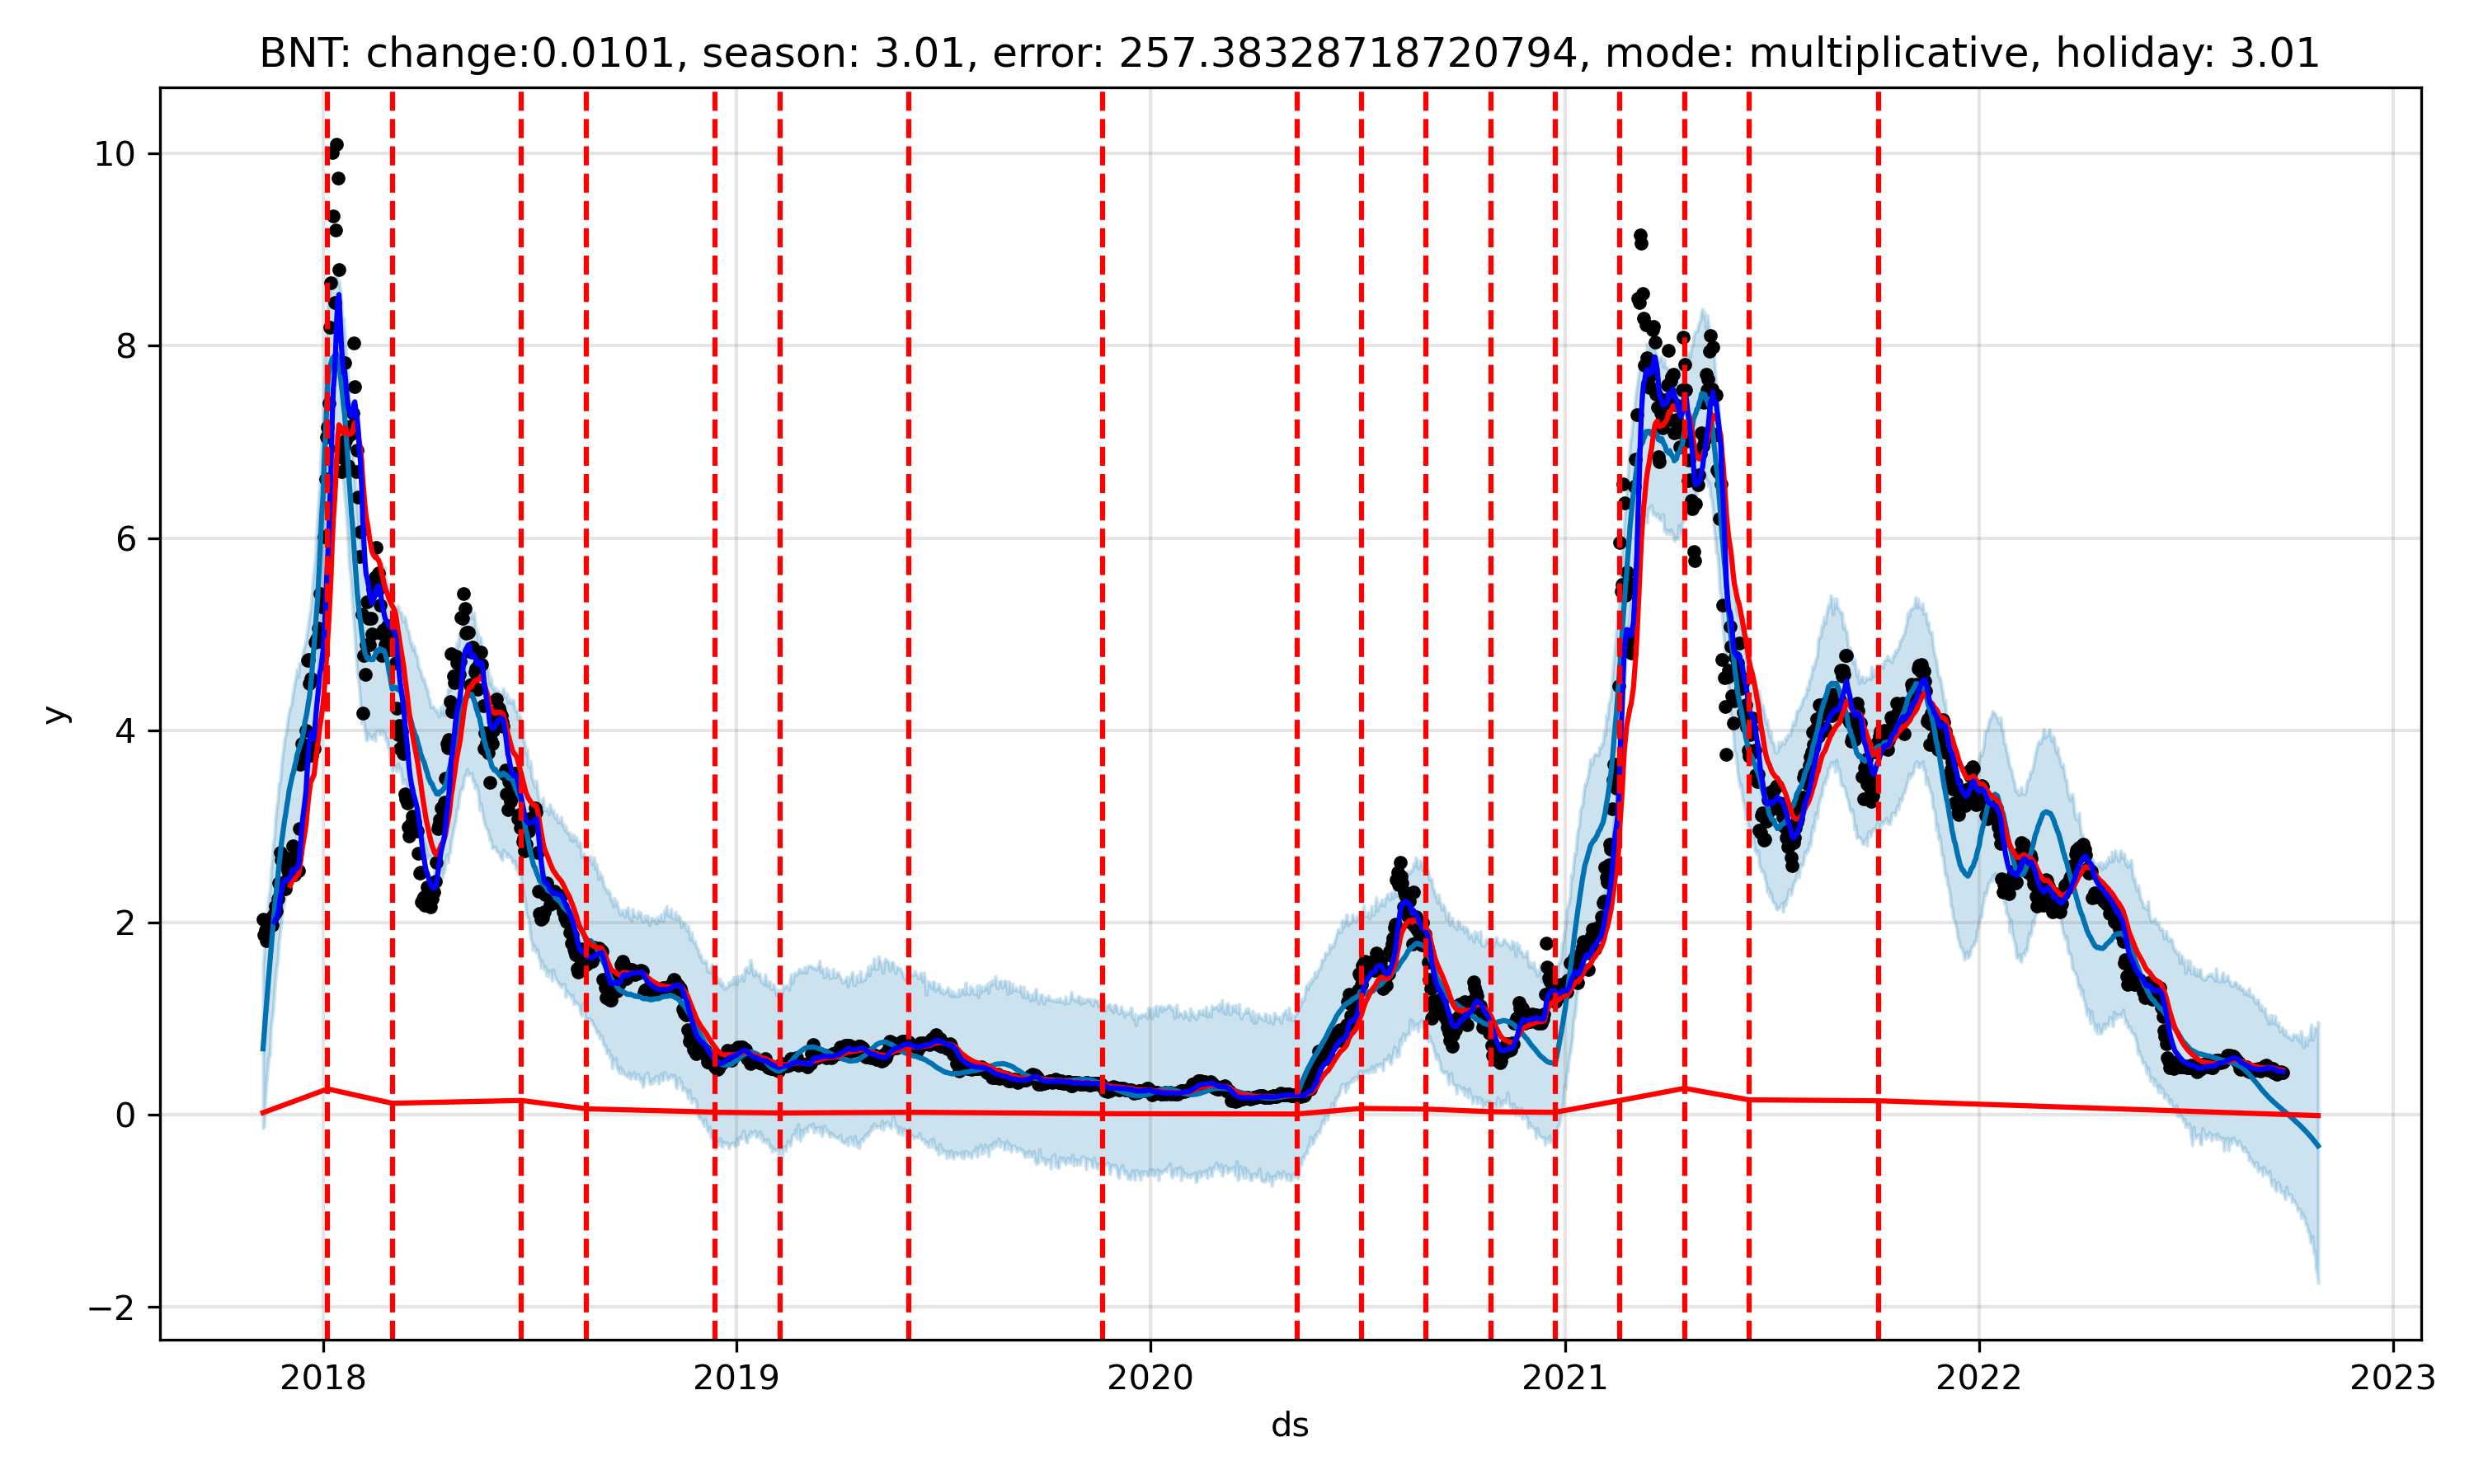 BNT: change:0.0101, season: 3.01, error: 257.38328718720794, mode: multiplicative, holiday: 3.01
10
8
6
4
2
0
−2
y
2018 2019 2020 2021 2022 2023
ds